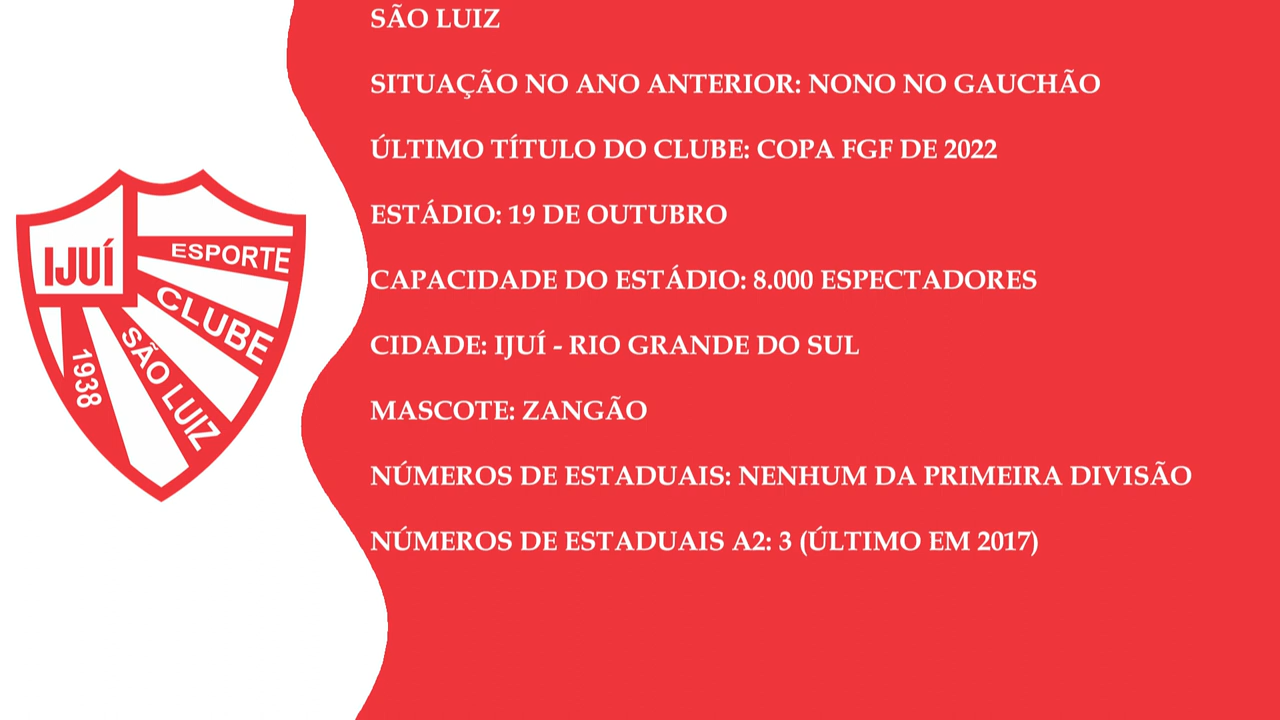 SÃO LUIZ
SITUAÇÃO NO ANO ANTERIOR: NONO NO GAUCHÃO
ÚLTIMO TÍTULO DO CLUBE: COPA FGF DE 2022
ESTÁDIO: 19 DE OUTUBRO
CAPACIDADE DO ESTÁDIO: 8.000 ESPECTADORES
CIDADE: IJUÍ - RIO GRANDE DO SUL
MASCOTE: ZANGÃO
NÚMEROS DE ESTADUAIS: NENHUM DA PRIMEIRA DIVISÃO
NÚMEROS DE ESTADUAIS A2: 3 (ÚLTIMO EM 2017)
IJUÍ
ESPORTE
CLUBE
SÃO LUIZ
1938